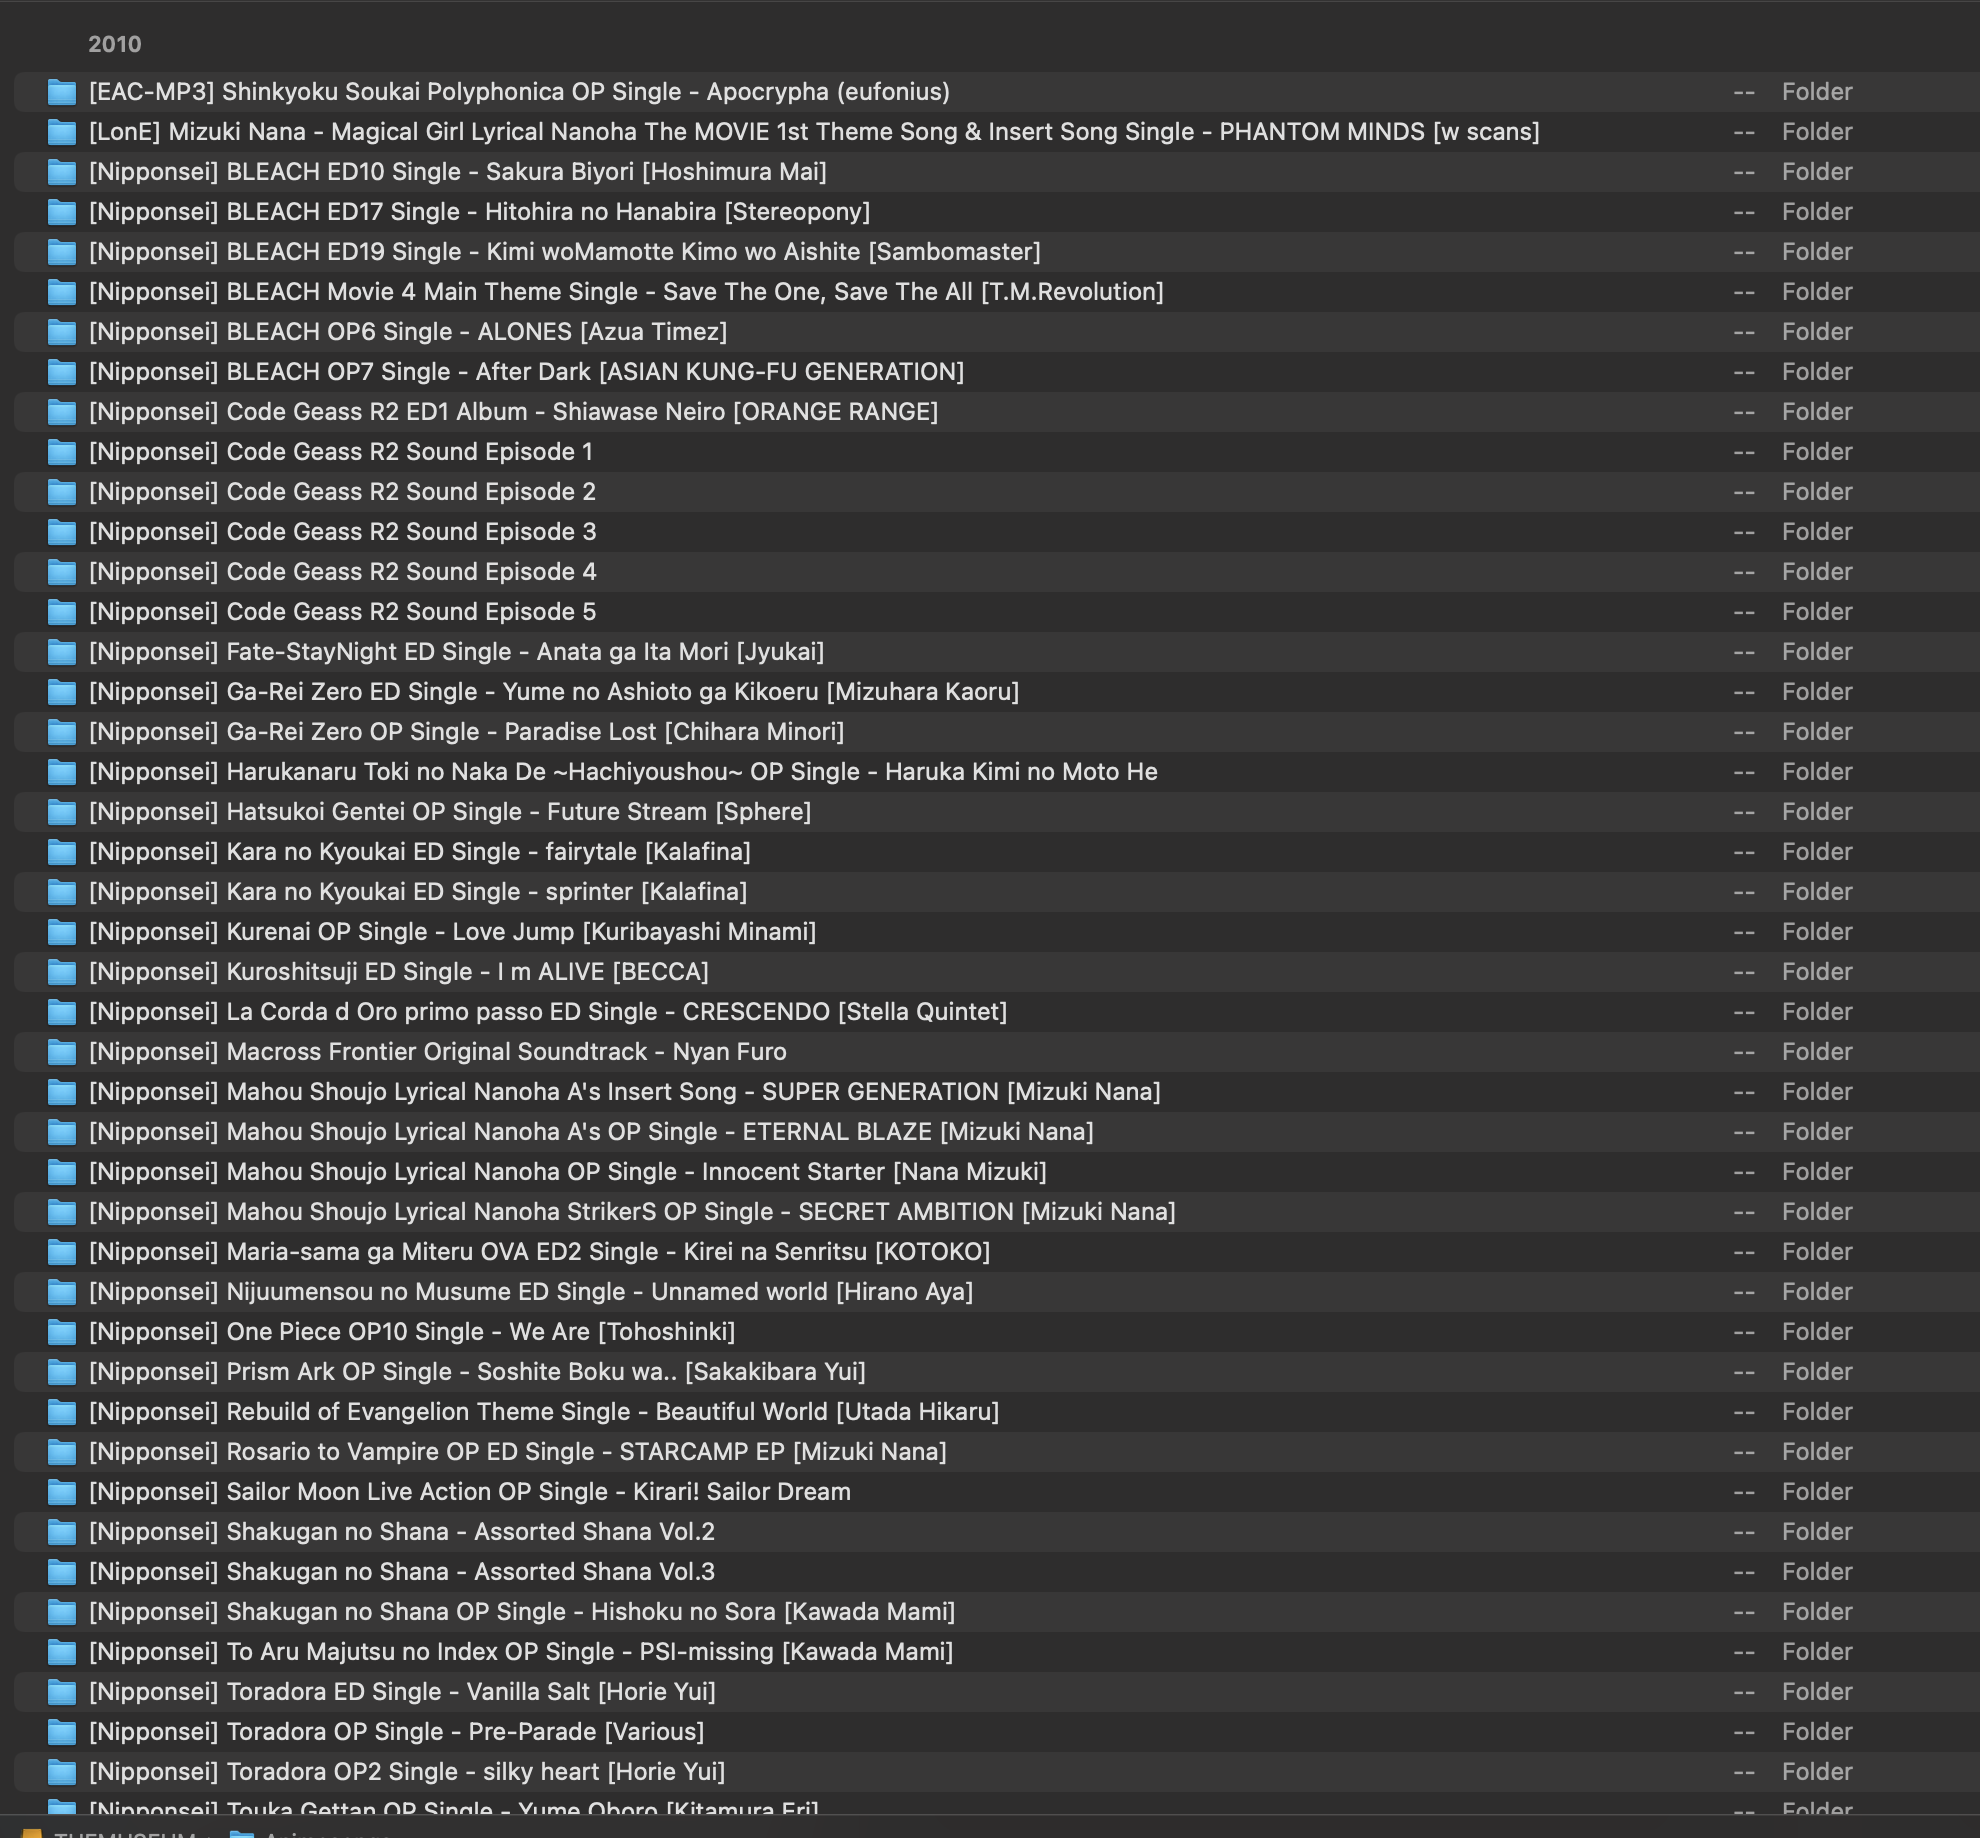 2010
[EAC-MP3] Shinkyoku Soukai Polyphonica OP Single - Apocrypha (eufonius) -- Folder
[LonE] Mizuki Nana - Magical Girl Lyrical Nanoha The MOVIE 1st Theme Song & Insert Song Single - PHANTOM MINDS [w scans] -- Folder
[Nipponsei] BLEACH ED10 Single - Sakura Biyori [Hoshimura Mai] -- Folder
[Nipponsei] BLEACH ED17 Single - Hitohira no Hanabira [Stereopony] -- Folder
[Nipponsei] BLEACH ED19 Single - Kimi woMamotte Kimo wo Aishite [Sambomaster] -- Folder
[Nipponsei] BLEACH Movie 4 Main Theme Single - Save The One, Save The All [T.M.Revolution] -- Folder
[Nipponsei] BLEACH OP6 Single - ALONES [Azua Timez] -- Folder
[Nipponsei] BLEACH OP7 Single - After Dark [ASIAN KUNG-FU GENERATION] -- Folder
[Nipponsei] Code Geass R2 ED1 Album - Shiawase Neiro [ORANGE RANGE] -- Folder
[Nipponsei] Code Geass R2 Sound Episode 1 -- Folder
[Nipponsei] Code Geass R2 Sound Episode 2 -- Folder
[Nipponsei] Code Geass R2 Sound Episode 3 -- Folder
[Nipponsei] Code Geass R2 Sound Episode 4 -- Folder
[Nipponsei] Code Geass R2 Sound Episode 5 -- Folder
[Nipponsei] Fate-StayNight ED Single - Anata ga Ita Mori [Jyukai] -- Folder
[Nipponsei] Ga-Rei Zero ED Single - Yume no Ashioto ga Kikoeru [Mizuhara Kaoru] -- Folder
[Nipponsei] Ga-Rei Zero OP Single - Paradise Lost [Chihara Minori] -- Folder
[Nipponsei] Harukanaru Toki no Naka De ~Hachiyoushou~ OP Single - Haruka Kimi no Moto He -- Folder
[Nipponsei] Hatsukoi Gentei OP Single - Future Stream [Sphere] -- Folder
[Nipponsei] Kara no Kyoukai ED Single - fairytale [Kalafina] -- Folder
[Nipponsei] Kara no Kyoukai ED Single - sprinter [Kalafina] -- Folder
[Nipponsei] Kurenai OP Single - Love Jump [Kuribayashi Minami] -- Folder
[Nipponsei] Kuroshitsuji ED Single - I m ALIVE [BECCA] -- Folder
[Nipponsei] La Corda d Oro primo passo ED Single - CRESCENDO [Stella Quintet] -- Folder
[Nipponsei] Macross Frontier Original Soundtrack - Nyan Furo -- Folder
[Nipponsei] Mahou Shoujo Lyrical Nanoha A's Insert Song - SUPER GENERATION [Mizuki Nana] -- Folder
[Nipponsei] Mahou Shoujo Lyrical Nanoha A's OP Single - ETERNAL BLAZE [Mizuki Nana] -- Folder
[Nipponsei] Mahou Shoujo Lyrical Nanoha OP Single - Innocent Starter [Nana Mizuki] -- Folder
[Nipponsei] Mahou Shoujo Lyrical Nanoha StrikerS OP Single - SECRET AMBITION [Mizuki Nana] -- Folder
[Nipponsei] Maria-sama ga Miteru OVA ED2 Single - Kirei na Senritsu [KOTOKO] -- Folder
[Nipponsei] Nijuumensou no Musume ED Single - Unnamed world [Hirano Aya] -- Folder
[Nipponsei] One Piece OP10 Single - We Are [Tohoshinki] -- Folder
[Nipponsei] Prism Ark OP Single - Soshite Boku wa.. [Sakakibara Yui] -- Folder
[Nipponsei] Rebuild of Evangelion Theme Single - Beautiful World [Utada Hikaru] -- Folder
[Nipponsei] Rosario to Vampire OP ED Single - STARCAMP EP [Mizuki Nana] -- Folder
[Nipponsei] Sailor Moon Live Action OP Single - Kirari! Sailor Dream -- Folder
[Nipponsei] Shakugan no Shana - Assorted Shana Vol.2 -- Folder
[Nipponsei] Shakugan no Shana - Assorted Shana Vol.3 -- Folder
[Nipponsei] Shakugan no Shana OP Single - Hishoku no Sora [Kawada Mami] -- Folder
[Nipponsei] To Aru Majutsu no Index OP Single - PSI-missing [Kawada Mami] -- Folder
[Nipponsei] Toradora ED Single - Vanilla Salt [Horie Yui] -- Folder
[Nipponsei] Toradora OP Single - Pre-Parade [Various] -- Folder
[Nipponsei] Toradora OP2 Single - silky heart [Horie Yui] -- Folder
[Nipponsei] Touka Gettan OP Single - Yume Oboro [Kitamura Eri] -- Folder
THEMUSEUM